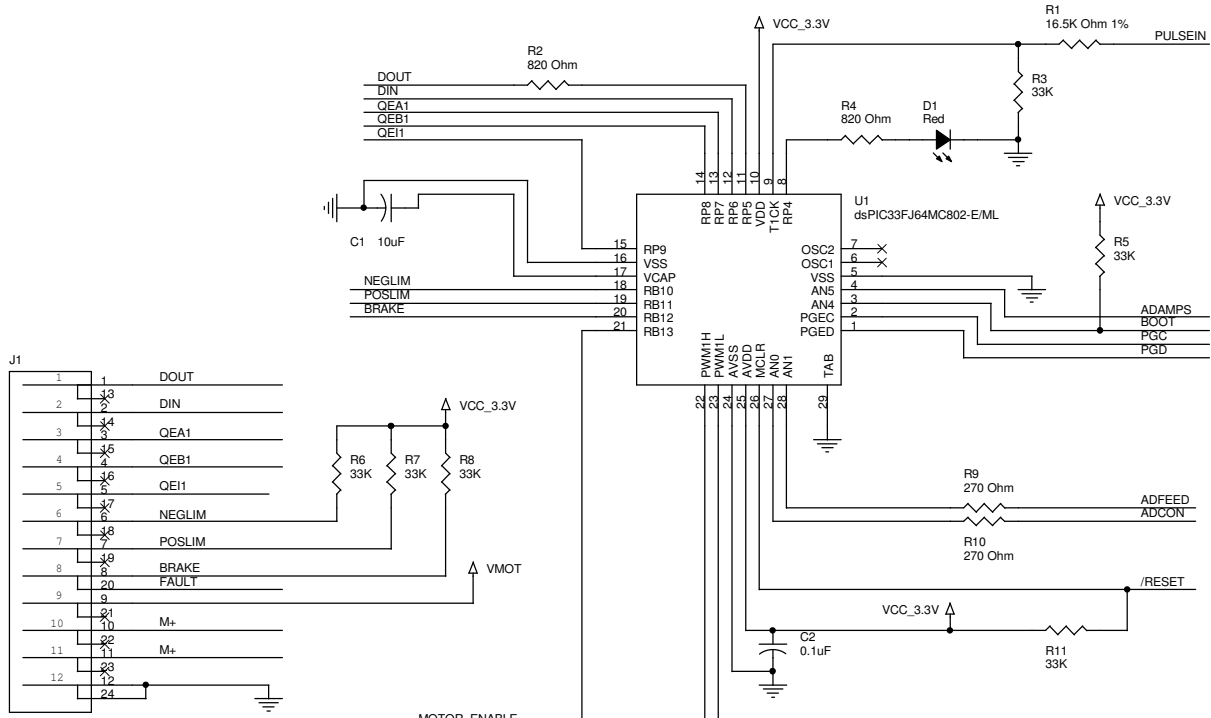 R1
16.5K Ohm 1%
PULSEIN
VCC_3.3V
R2
820 Ohm
DOUT
DIN
QEA1
QEB1
QEI1
R3
33K
R4
820 Ohm
D1
Red
14
13
12
11
10
9
8
RP8
RP7
RP6
RP5
VDD
T1CK
RP4
U1
dsPIC33FJ64MC802-E/ML
VCC_3.3V
R5
33K
C1 10uF
15 RP9
16 VSS
17 VCAP
18 RB10
19 RB11
20 RB12
21 RB13
NEGLIM
POSLIM
BRAKE
OSC2 7
OSC1 6
VSS 5
AN5 4
AN4 3
PGEC 2
PGED 1
ADAMPS
BOOT
PGC
PGD
PWM1H
PWM1L
AVSS
AVDD
MCLR
AN0
AN1
TAB
22
23
24
25
26
27
28
29
J1
1 1 DOUT
13
2 2 DIN
14
3 3 QEA1
15
4 4 QEB1
16
5 5 QEI1
17
6 6 NEGLIM
18
7 7 POSLIM
19
8 8 BRAKE
20 FAULT
9 9
21
10 10 M+
22
11 11 M+
23
12 12
24
VCC_3.3V
R6
33K
R7
33K
R8
33K
VMOT
R9
270 Ohm
ADFEED
ADCON
R10
270 Ohm
/RESET
VCC_3.3V
C2
0.1uF
R11
33K
MOTOR_ENABLE